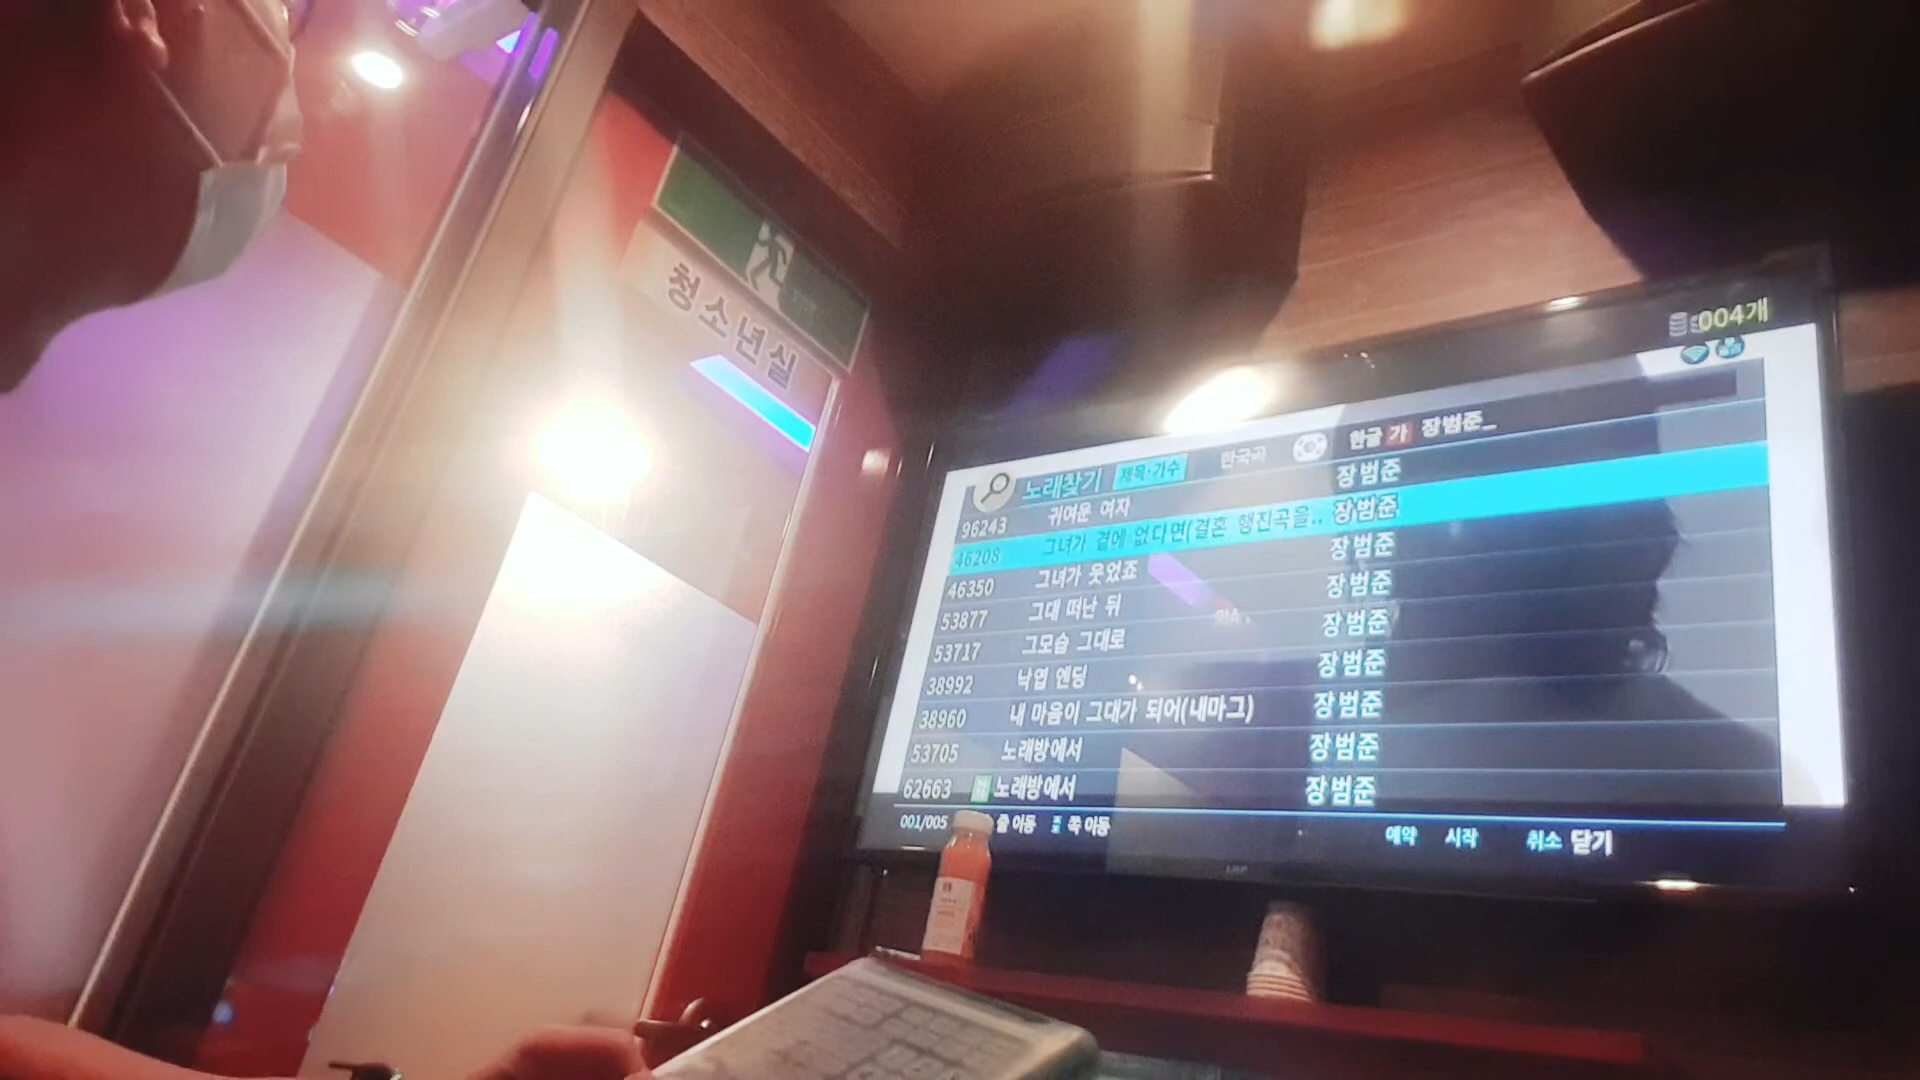 청소년실
004개
노래찾기 제목·가수 한국곡 한글 가 장범준_
96243 귀여운 여자 장범준
46208 그녀가 곁에 없다면(결혼 행진곡을.. 장범준
46350 그녀가 웃었죠 장범준
53877 그대 떠난 뒤 장범준
53717 그모습 그대로 장범준
38992 낙엽 엔딩 장범준
38960 내 마음이 그대가 되어(내마그) 장범준
53705 노래방에서 장범준
62663 노래방에서 장범준
001/005 줄 이동 쪽 이동 예약 시작 취소 닫기